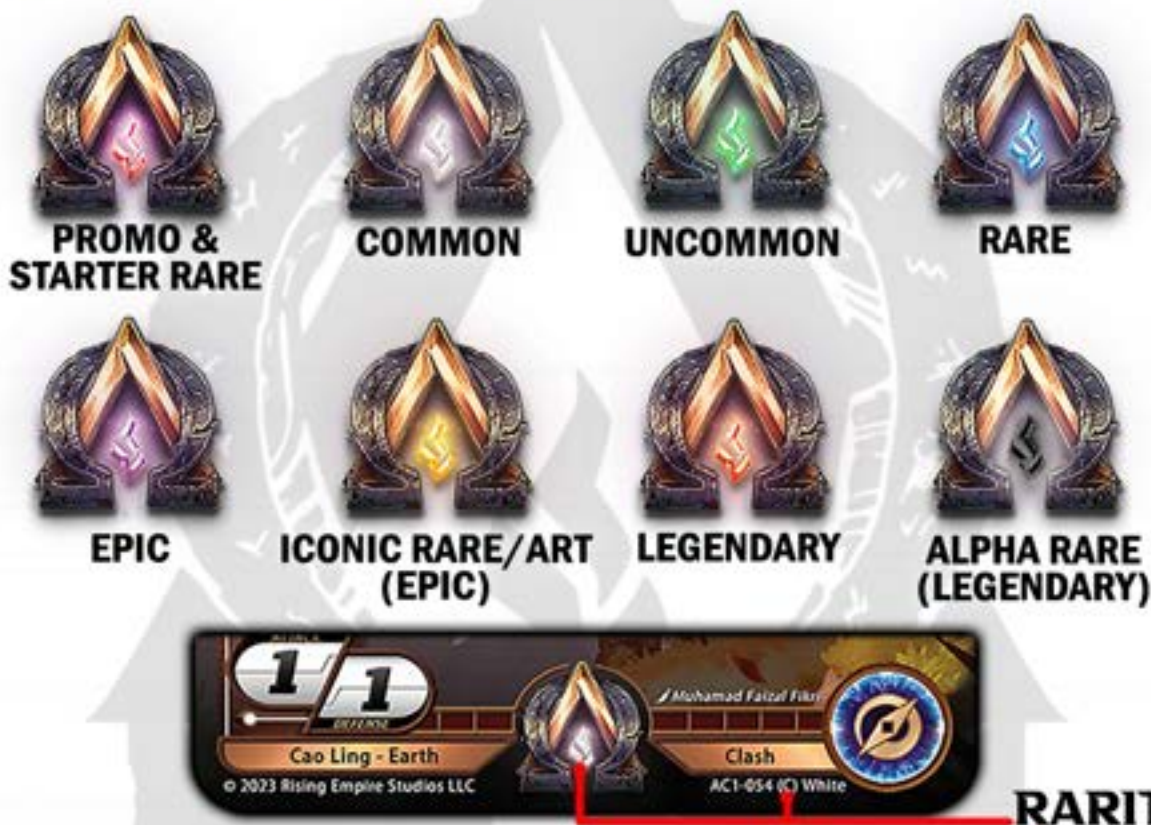 PROMO &
STARTER RARE
COMMON
UNCOMMON
RARE
EPIC
ICONIC RARE/ART
(EPIC)
LEGENDARY
ALPHA RARE
(LEGENDARY)
1
1
DEFENSE
Muhamad Faizal Fikri
Cao Ling - Earth
Clash
© 2023 Rising Empire Studios LLC
AC1-054 (C) White
RARIT